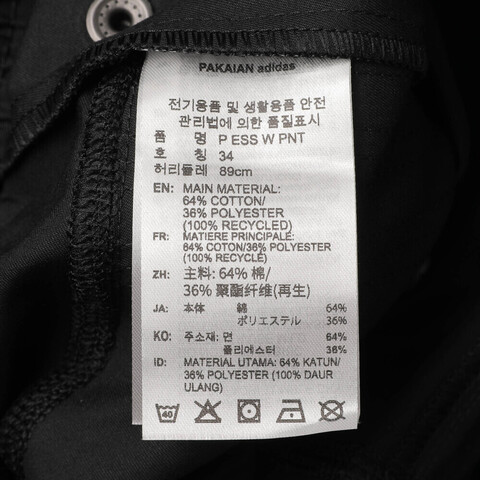 PAKAIAN adidas
전기용품 및 생활용품 안전
관리법에 의한 품질표시
품 명 P ESS W PNT
호 칭 34
허리둘레 89cm
EN: MAIN MATERIAL:
64% COTTON/
36% POLYESTER
(100% RECYCLED)
FR: MATIERE PRINCIPALE:
64% COTON/36% POLYESTER
(100% RECYCLÉ)
ZH: 主料: 64% 棉/
36% 聚酯纤维(再生)
JA: 本体 綿 64%
ポリエステル 36%
KO: 주소재: 면 64%
폴리에스터 36%
ID: MATERIAL UTAMA: 64% KATUN/
36% POLYESTER (100% DAUR
ULANG)
40